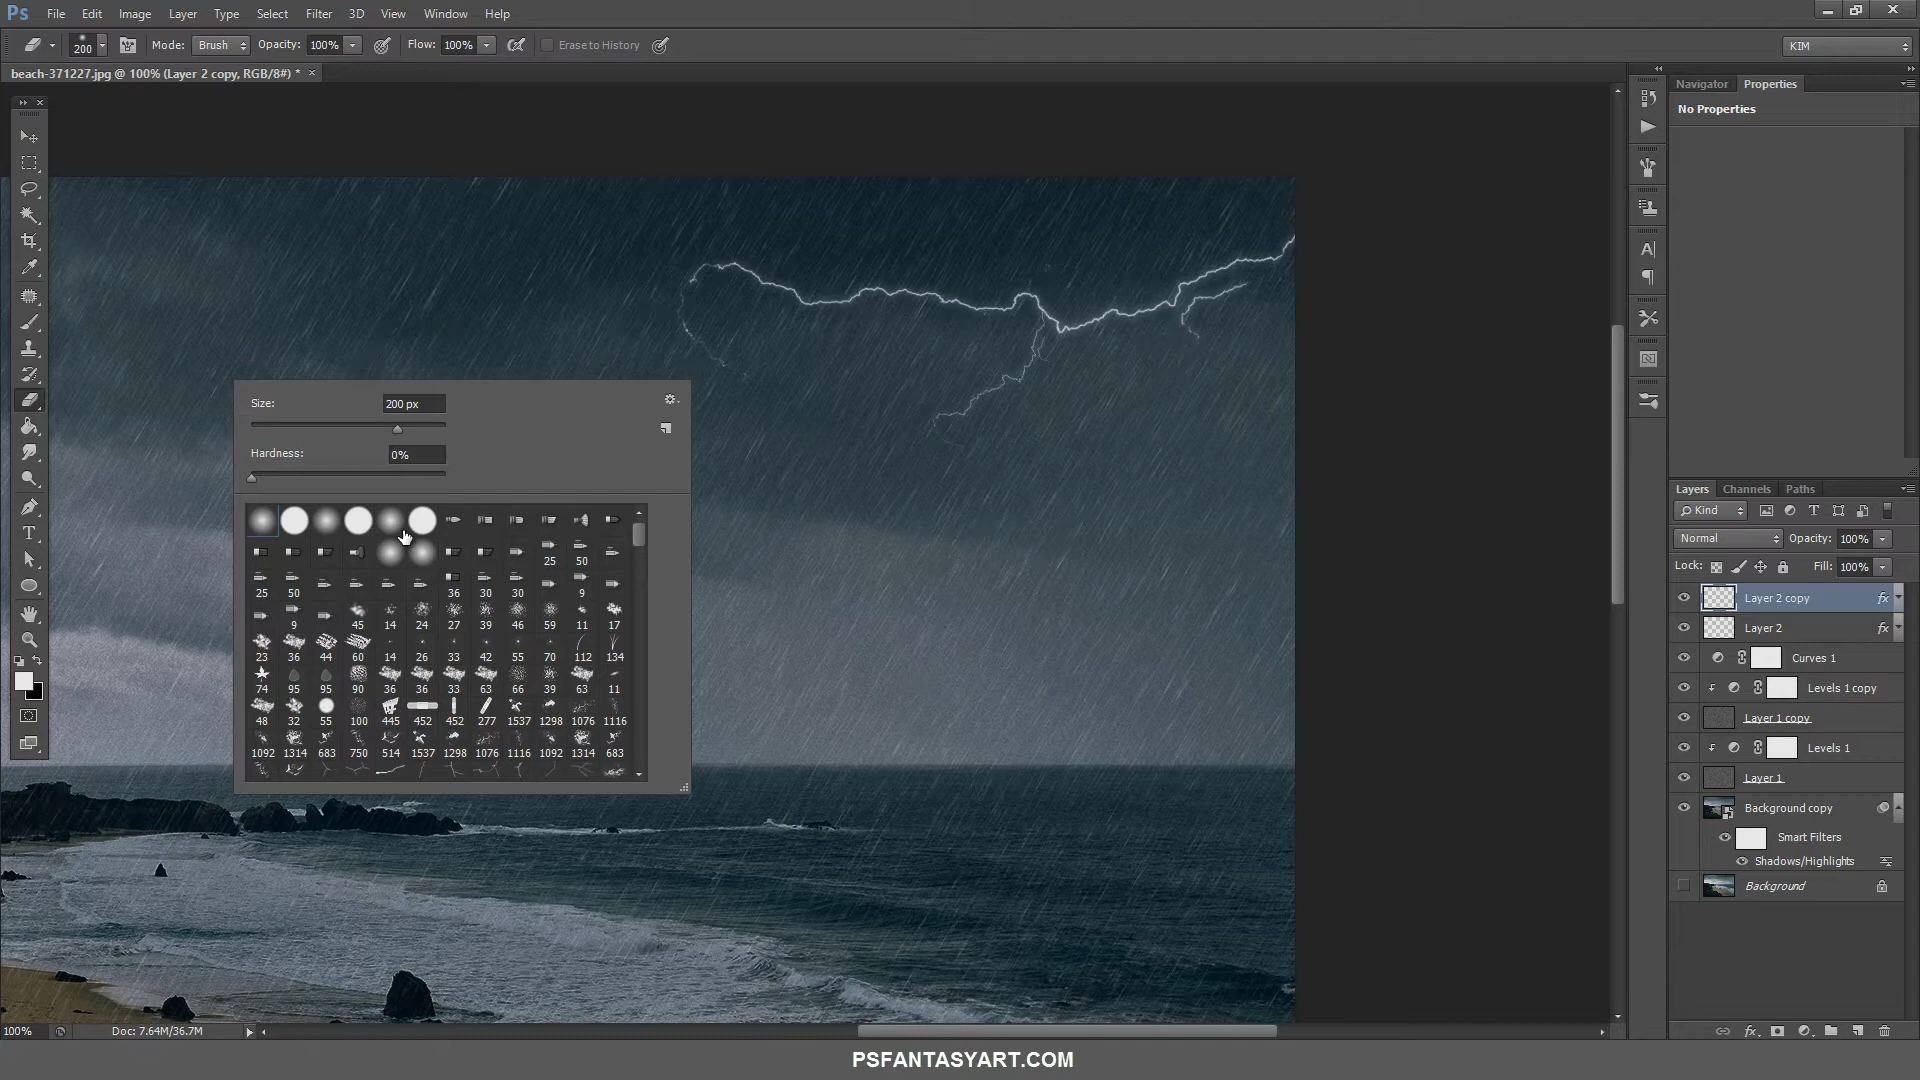 Ps File Edit Image Layer Type Select Filter 3D View Window Help
200 Mode: Brush Opacity: 100% Flow: 100% Erase to History KIM
beach-371227.jpg @ 100% (Layer 2 copy, RGB/8#) *
Navigator Properties
No Properties
Size: 200 px
Hardness: 0%
25 50
25 50 36 30 30 9
9 45 14 24 27 39 46 59 11 17
23 36 44 60 14 26 33 42 55 70 112 134
74 95 95 90 36 36 33 63 66 39 63 11
48 32 55 100 445 452 452 277 1537 1298 1076 1116
1092 1314 683 750 514 1537 1298 1076 1116 1092 1314 683
Layers Channels Paths
Kind
Normal Opacity: 100%
Lock: Fill: 100%
Layer 2 copy fx
Layer 2 fx
Curves 1
Levels 1 copy
Layer 1 copy
Levels 1
Layer 1
Background copy
Smart Filters
Shadows/Highlights
Background
100% Doc: 7.64M/36.7M
fx
PSFANTASYART.COM